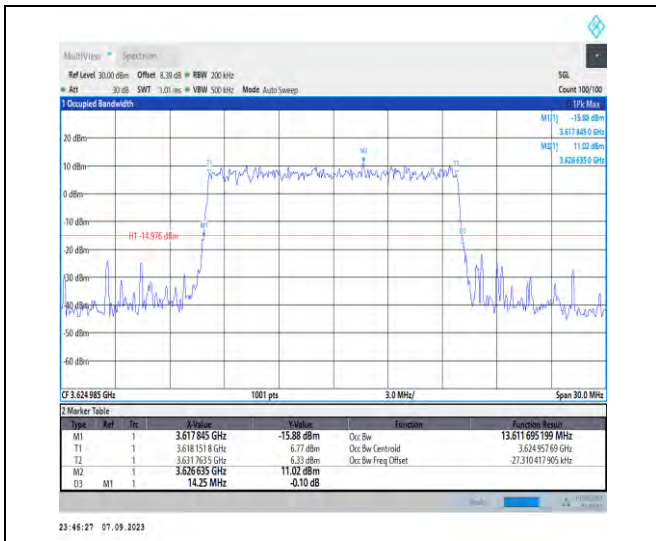 MultiView Spectrum
Ref Level 30.00 dBm Offset 8.39 dB RBW 200 kHz SGL
Att 30 dB SWT 1.01 ms VBW 500 kHz Mode Auto Sweep Count 100/100
1 Occupied Bandwidth 1Pk Max
M1[1] -15.88 dBm
3.617 845 0 GHz
M2[1] 11.02 dBm
3.626 635 0 GHz
20 dBm
M2
T1
10 dBm
0 dBm
-10 dBm
M1
H1 -14.976 dBm
-20 dBm
-30 dBm
-40 dBm
-50 dBm
-60 dBm
CF 3.624 985 GHz 1001 pts 3.0 MHz/ Span 30.0 MHz
2 Marker Table
Type Ref Trc X-Value Y-Value Function Function Result
M1 1 3.617 845 GHz -15.88 dBm Occ Bw 13.611 695 199 MHz
T1 1 3.618 151 8 GHz 6.77 dBm Occ Bw Centroid 3.624 957 69 GHz
T2 1 3.631 763 5 GHz 6.33 dBm Occ Bw Freq Offset -27.310 417 905 kHz
M2 1 3.626 635 GHz 11.02 dBm
D3 M1 1 14.25 MHz -0.10 dB
23:46:27 07.09.2023